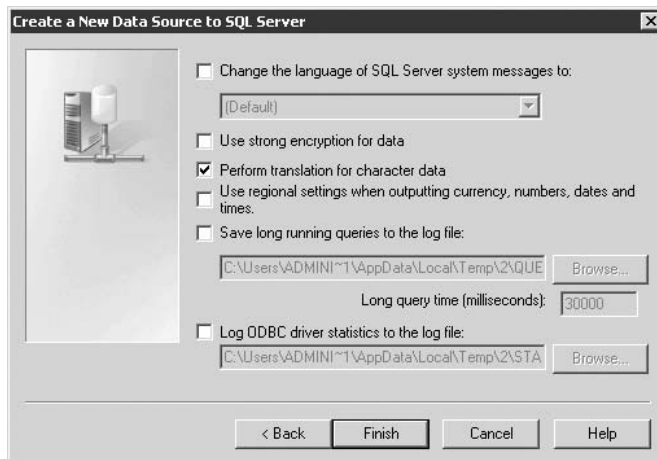 Create a New Data Source to SQL Server
Change the language of SQL Server system messages to:
(Default)
Use strong encryption for data
Perform translation for character data
Use regional settings when outputting currency, numbers, dates and
times.
Save long running queries to the log file:
C:\Users\ADMINI~1\AppData\Local\Temp\2\QUE Browse...
Long query time (milliseconds): 30000
Log ODBC driver statistics to the log file:
C:\Users\ADMINI~1\AppData\Local\Temp\2\STA Browse...
< Back Finish Cancel Help